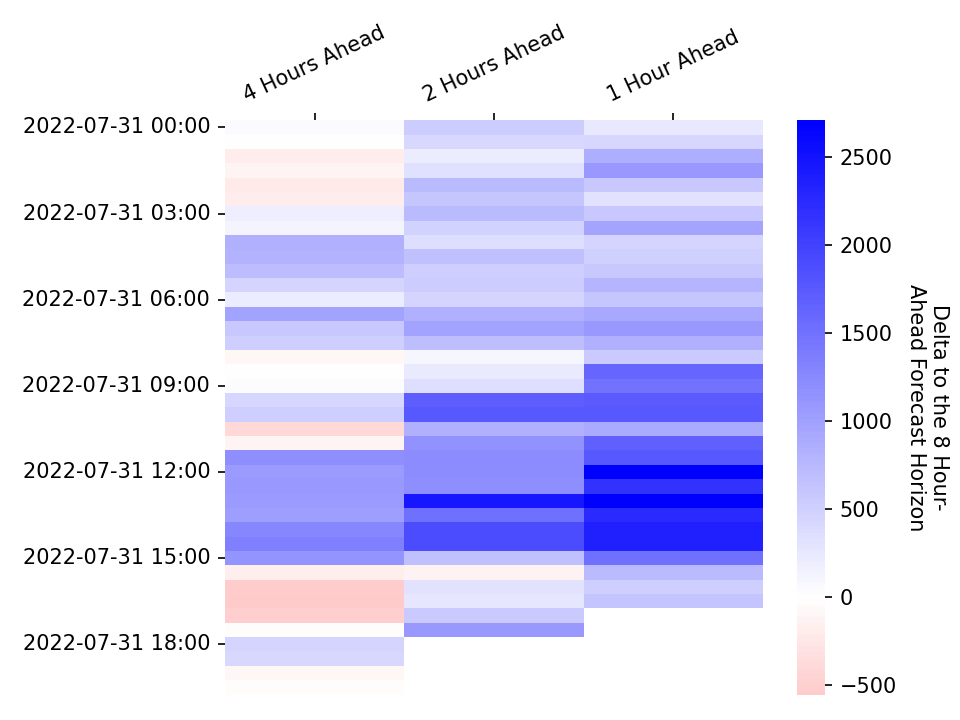 4 Hours Ahead
2 Hours Ahead
1 Hour Ahead
2022-07-31 00:00
2022-07-31 03:00
2022-07-31 06:00
2022-07-31 09:00
2022-07-31 12:00
2022-07-31 15:00
2022-07-31 18:00
2500
2000
1500
1000
500
0
−500
Delta to the 8 Hour-
Ahead Forecast Horizon